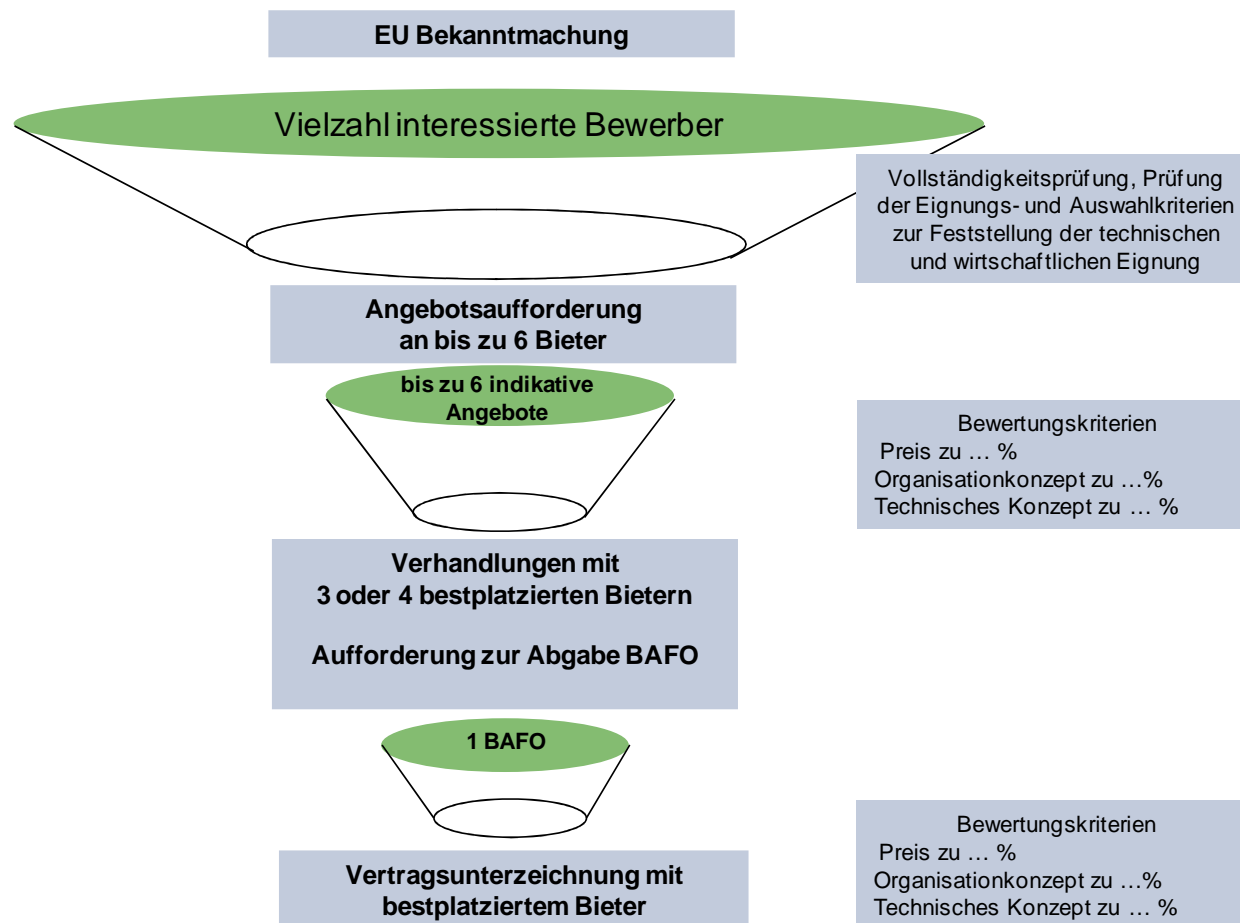 EU Bekanntmachung
Vielzahl interessierte Bewerber
Vollständigkeitsprüfung, Prüfung
der Eignungs- und Auswahlkriterien
zur Feststellung der technischen
und wirtschaftlichen Eignung
Angebotsaufforderung
an bis zu 6 Bieter
bis zu 6 indikative
Angebote
Bewertungskriterien
Preis zu … %
Organisationkonzept zu …%
Technisches Konzept zu … %
Verhandlungen mit
3 oder 4 bestplatzierten Bietern
Aufforderung zur Abgabe BAFO
1 BAFO
Bewertungskriterien
Preis zu … %
Organisationkonzept zu …%
Technisches Konzept zu … %
Vertragsunterzeichnung mit
bestplatziertem Bieter